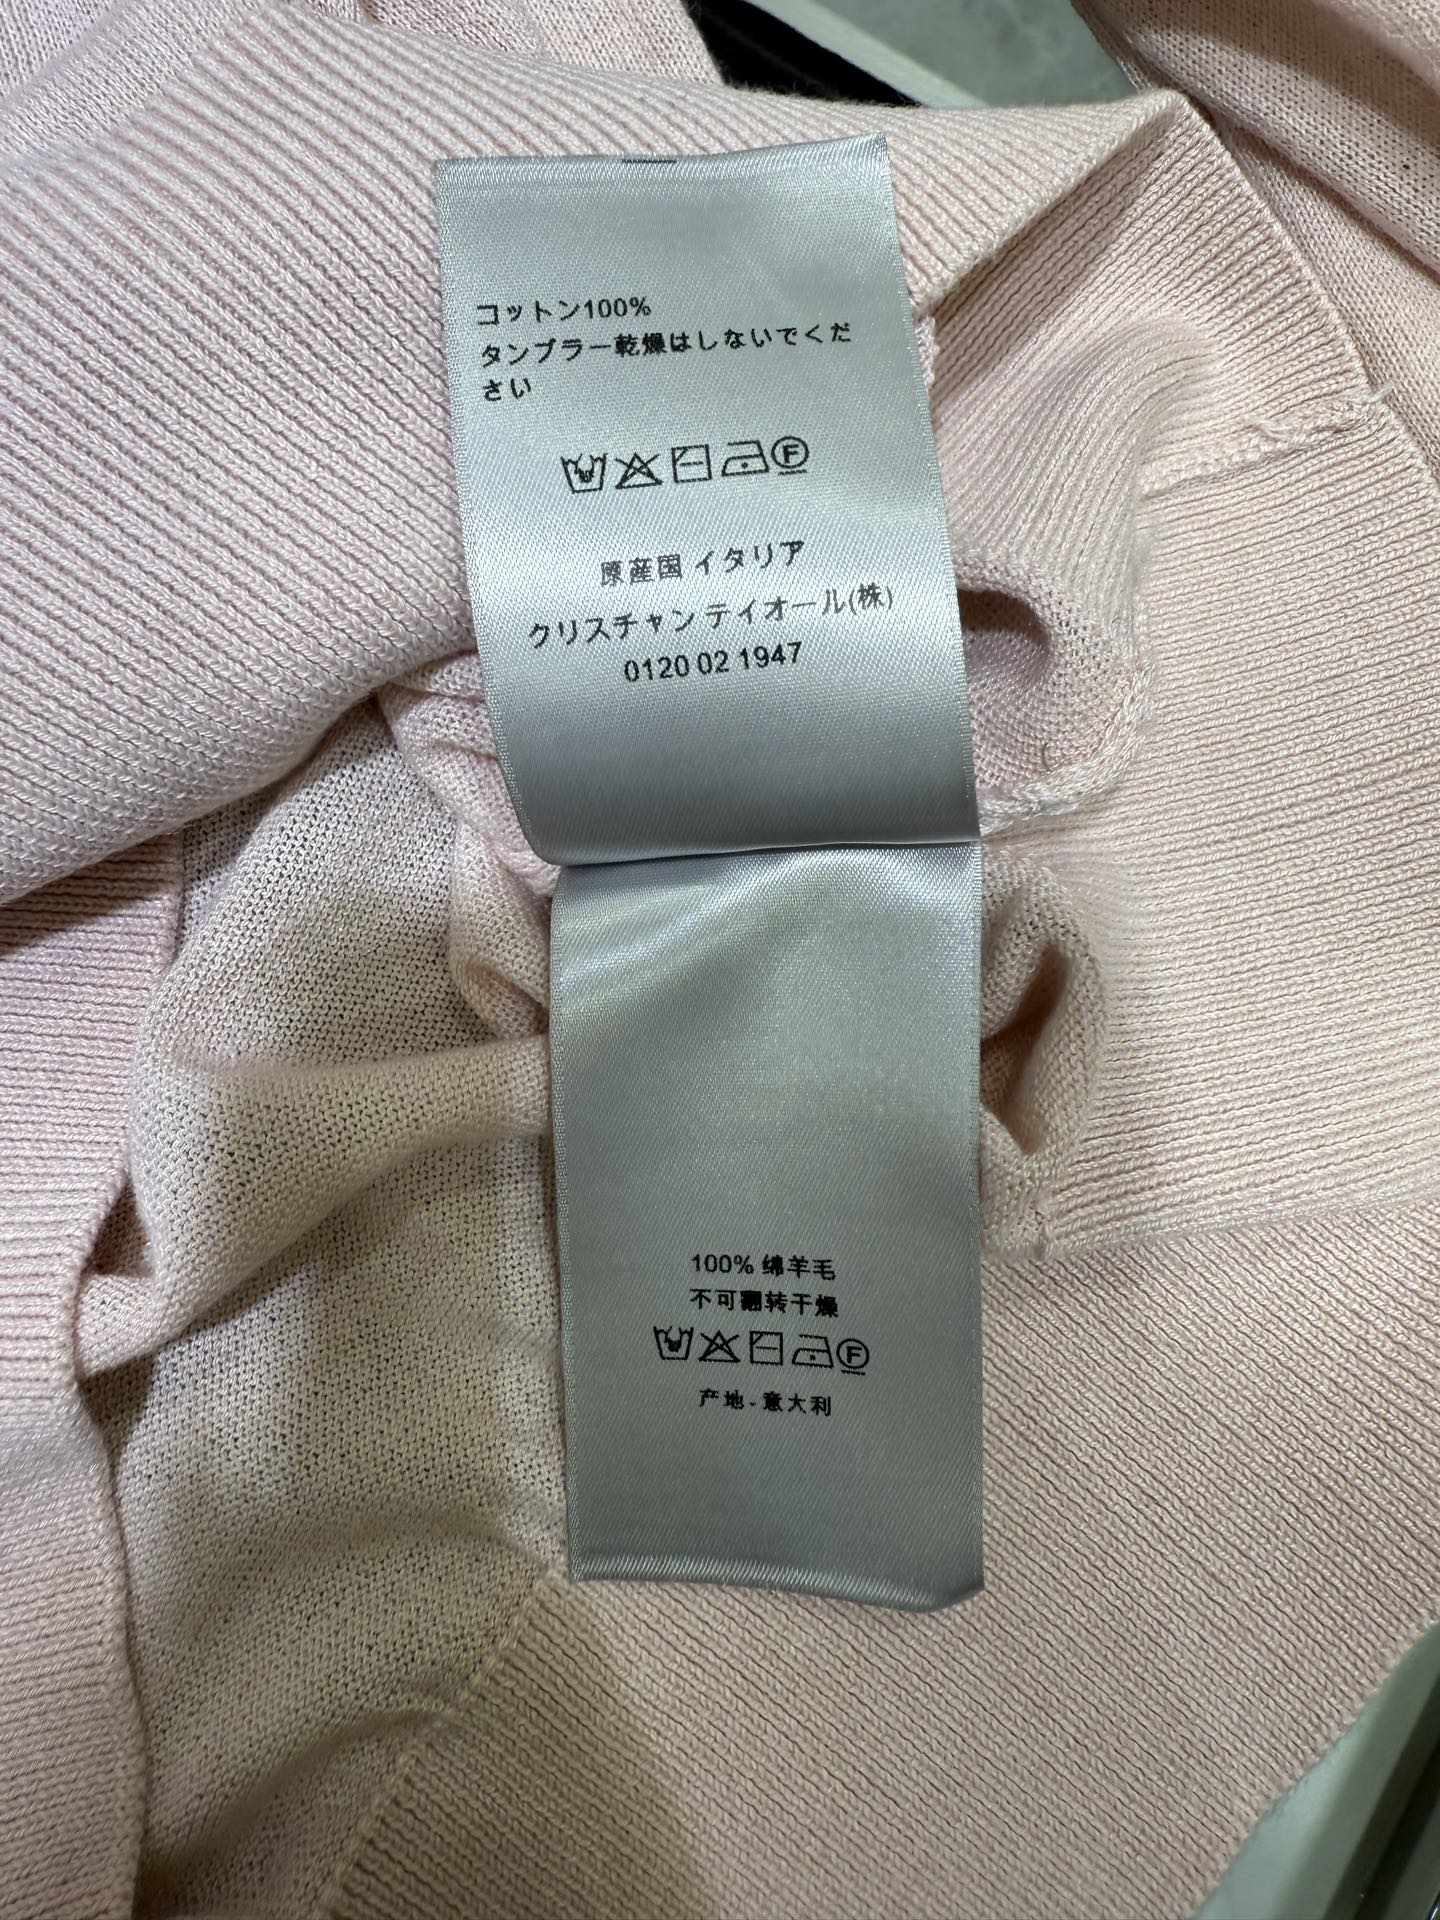 コットン100%
タンブラー乾燥はしないでくだ
さい
F
原産国 イタリア
クリスチャン ディオール(株)
0120 02 1947
100% 绵羊毛
不可翻转干燥
F
产地-意大利